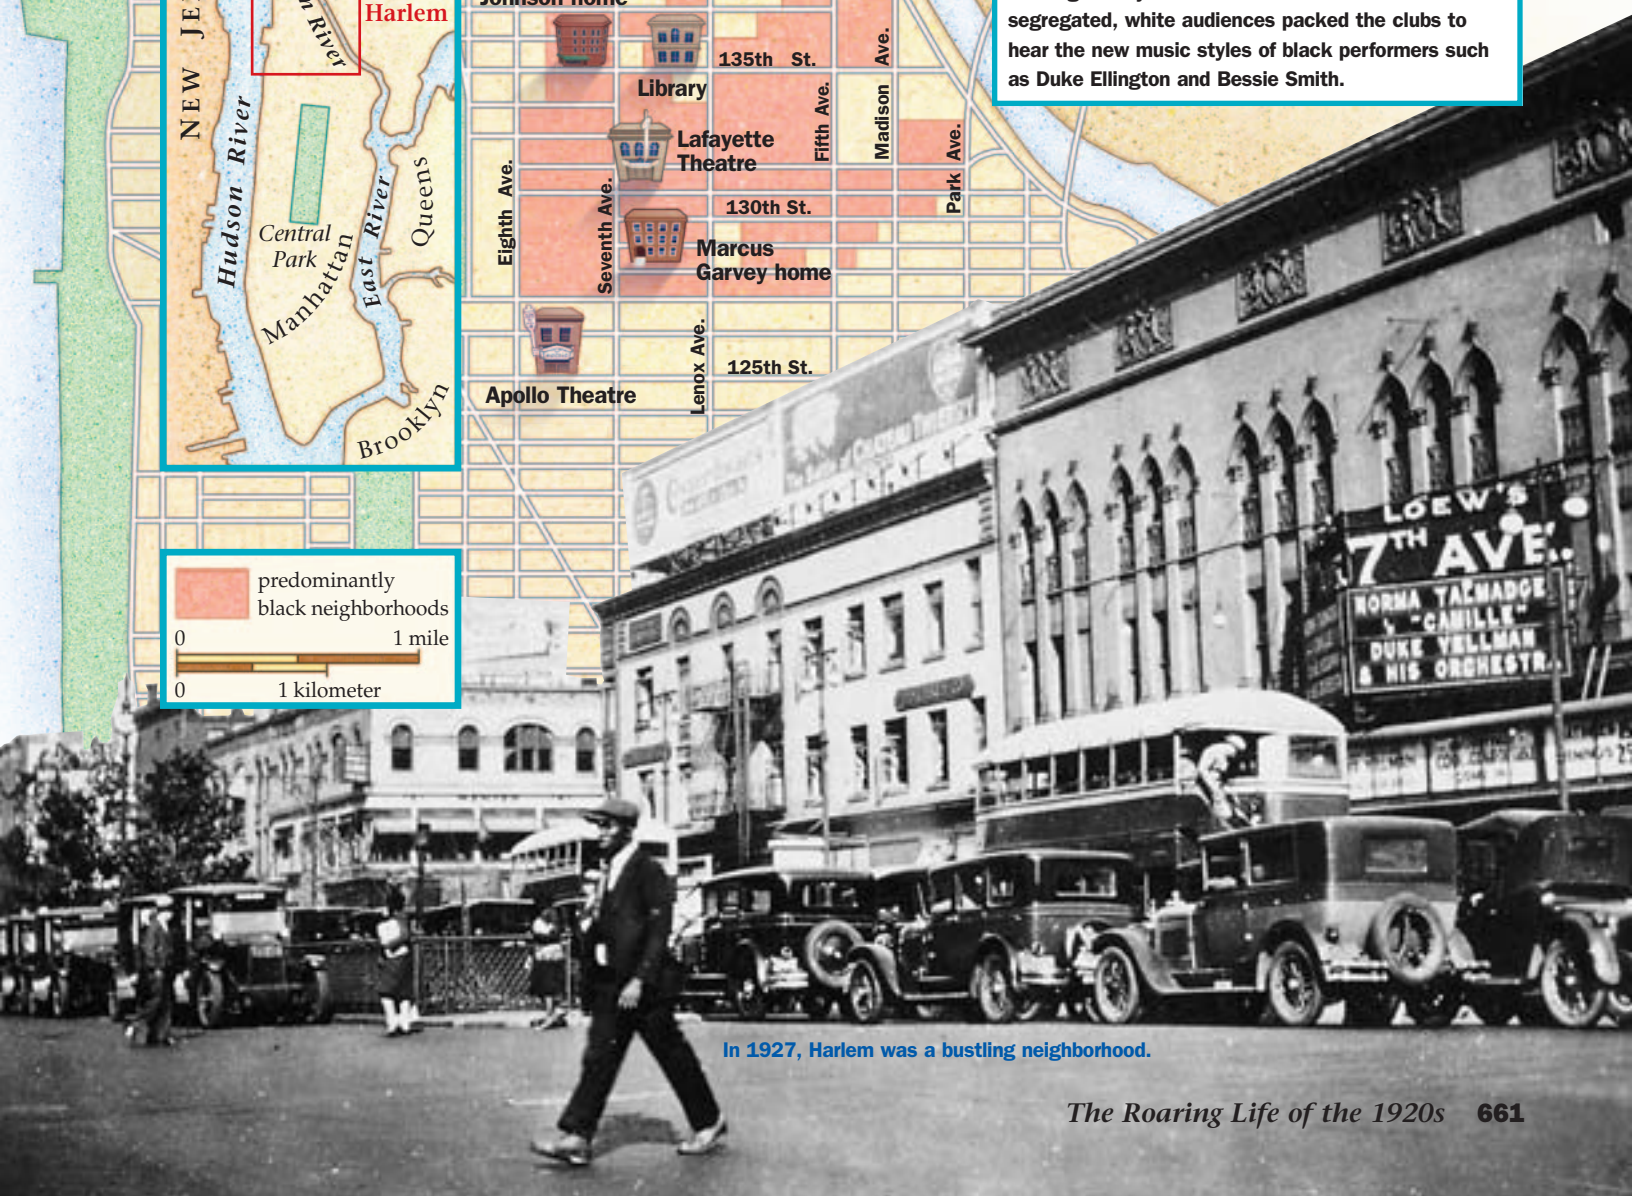 Johnson home
segregated, white audiences packed the clubs to
hear the new music styles of black performers such
as Duke Ellington and Bessie Smith.
NEW JE
n River
Harlem
Hudson River
Central
Park
Manhattan
East River
Queens
Brooklyn
135th St.
Library
Lafayette
Theatre
Eighth Ave.
Seventh Ave.
Fifth Ave.
Madison Ave.
Park Ave.
130th St.
Marcus
Garvey home
Lenox Ave.
125th St.
Apollo Theatre
predominantly
black neighborhoods
0 1 mile
0 1 kilometer
LOEW'S
7TH AVE.
NORMA TALMADGE
"CAMILLE"
DUKE YELLMAN
& HIS ORCHESTR
In 1927, Harlem was a bustling neighborhood.
The Roaring Life of the 1920s 661